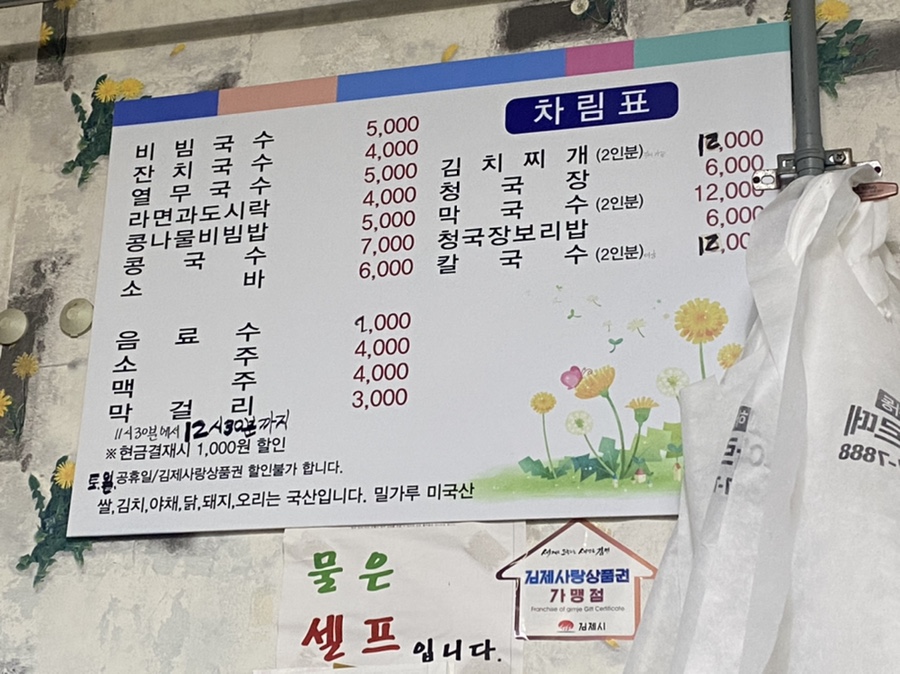 차림표
비빔국수 5,000
잔치국수 4,000
열무국수 5,000
라면과도시락 4,000
콩나물비빔밥 5,000
콩국수 7,000
소바 6,000
음료수 1,000
소주 4,000
맥주 4,000
막걸리 3,000
김치찌개 (2인분) 12,000
청국장 6,000
막국수 (2인분) 12,000
청국장보리밥 6,000
칼국수 (2인분) 12,00
11시30분에서 12시30분까지
※현금결재시 1,000원 할인
토.일.공휴일/김제사랑상품권 할인불가 합니다.
쌀,김치,야채,닭,돼지,오리는 국산입니다. 밀가루 미국산
물은
셀프입니다.
김제사랑상품권
가맹점
Franchise of gimje Gift Certificate
김제시